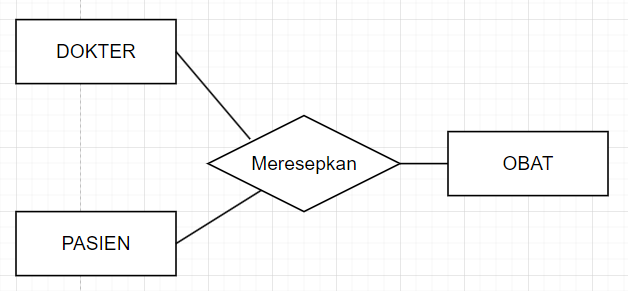 DOKTER
Meresepkan
OBAT
PASIEN